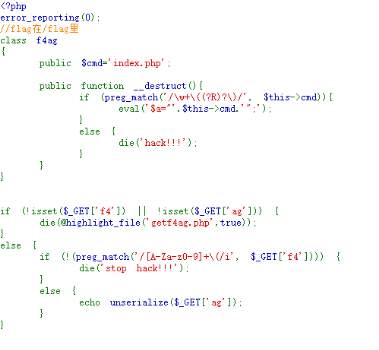 <?php
error_reporting(0);
//flag在/flag里
class f4ag
{
public $cmd='index.php';
public function __destruct(){
if (preg_match('/\w+\((?R)?\)/', $this->cmd)){
eval('$a="'.$this->cmd.'";');
}
else {
die('hack!!!');
}
}
}
if (!isset($_GET['f4']) || !isset($_GET['ag'])) {
die(@highlight_file('getf4ag.php',true));
}
else {
if (!(preg_match('/[A-Za-z0-9]+\(/i', $_GET['f4']))) {
die('stop hack!!!');
}
else {
echo unserialize($_GET['ag']);
}
}